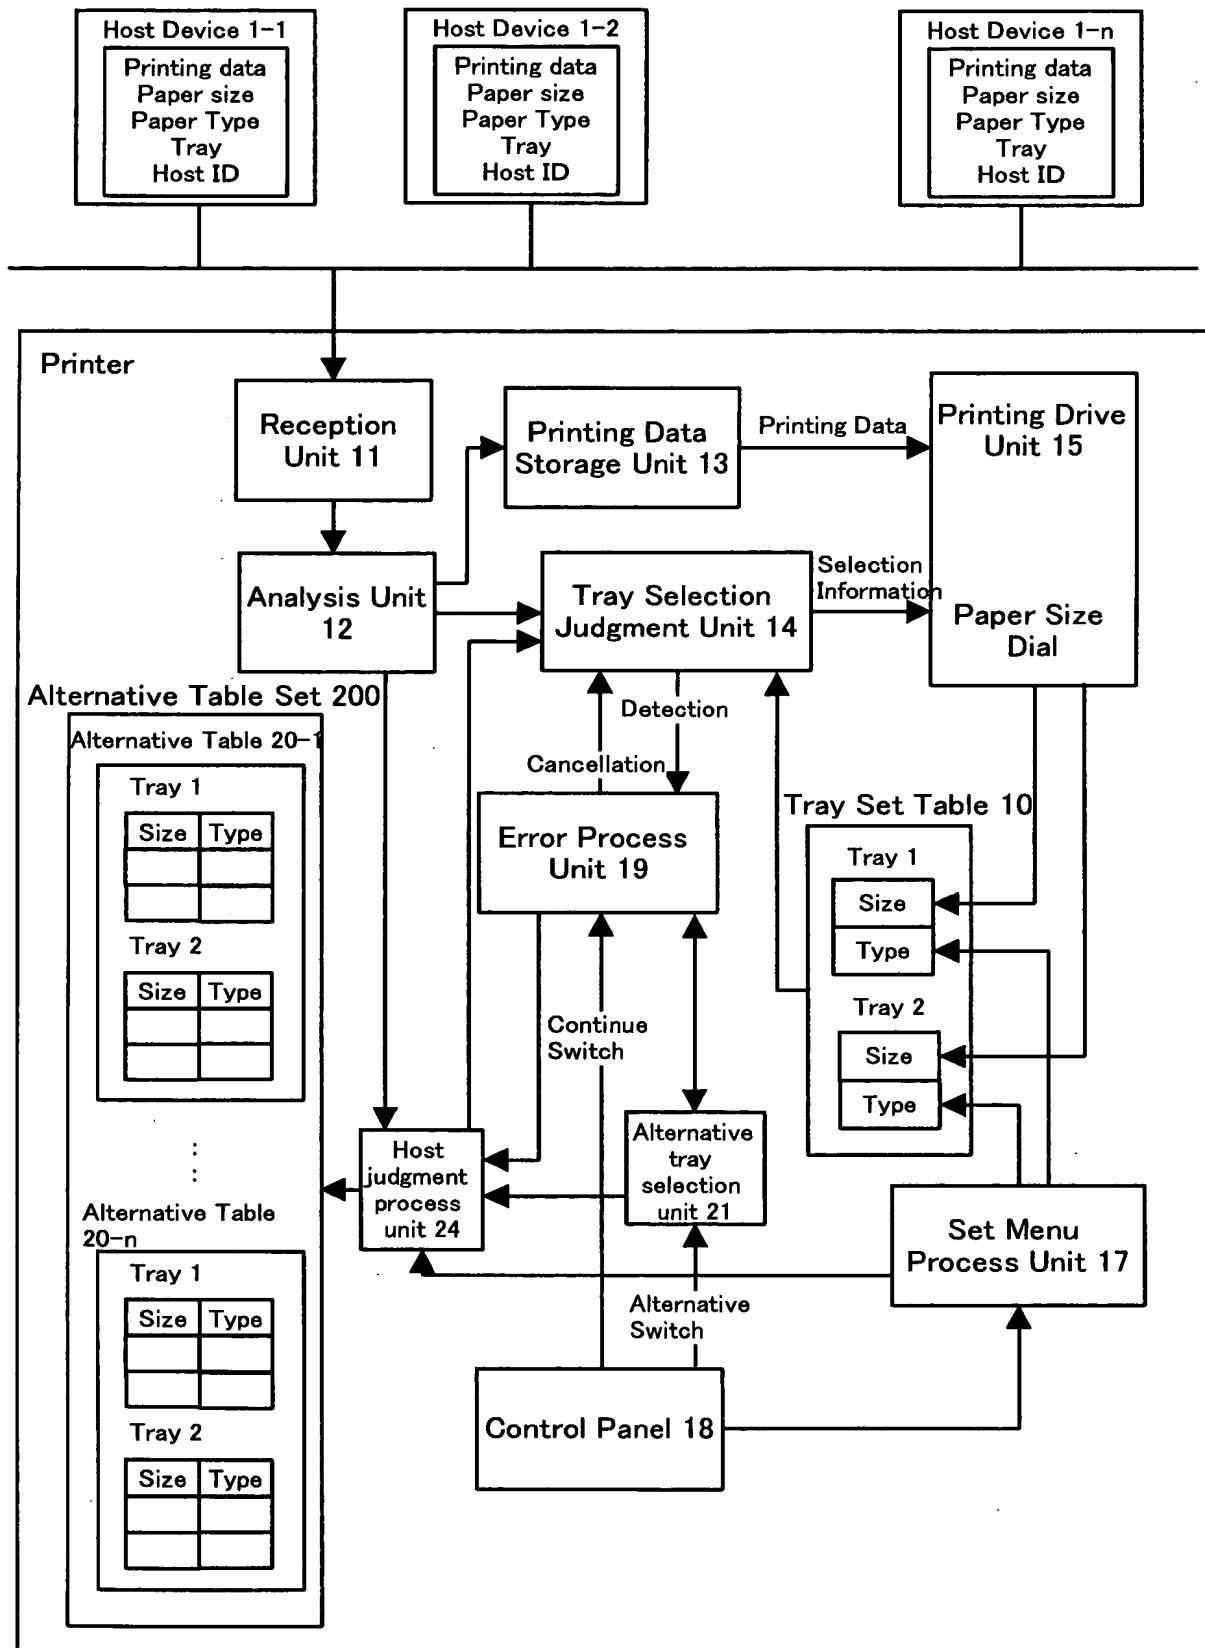 Host Device 1-1
Printing data
Paper size
Paper Type
Tray
Host ID
Host Device 1-2
Printing data
Paper size
Paper Type
Tray
Host ID
Host Device 1-n
Printing data
Paper size
Paper Type
Tray
Host ID
Printer
Reception
Unit 11
Printing Data
Storage Unit 13
Printing Data
Printing Drive
Unit 15
Paper Size
Dial
Analysis Unit
12
Tray Selection
Judgment Unit 14
Selection
Information
Alternative Table Set 200
Alternative Table 20-1
Tray 1
Size
Type
Tray 2
Size
Type
Alternative Table
20-n
Tray 1
Size
Type
Tray 2
Size
Type
Detection
Cancellation
Error Process
Unit 19
Tray Set Table 10
Tray 1
Size
Type
Tray 2
Size
Type
Continue
Switch
Host
judgment
process
unit 24
Alternative
tray
selection
unit 21
Set Menu
Process Unit 17
Alternative
Switch
Control Panel 18